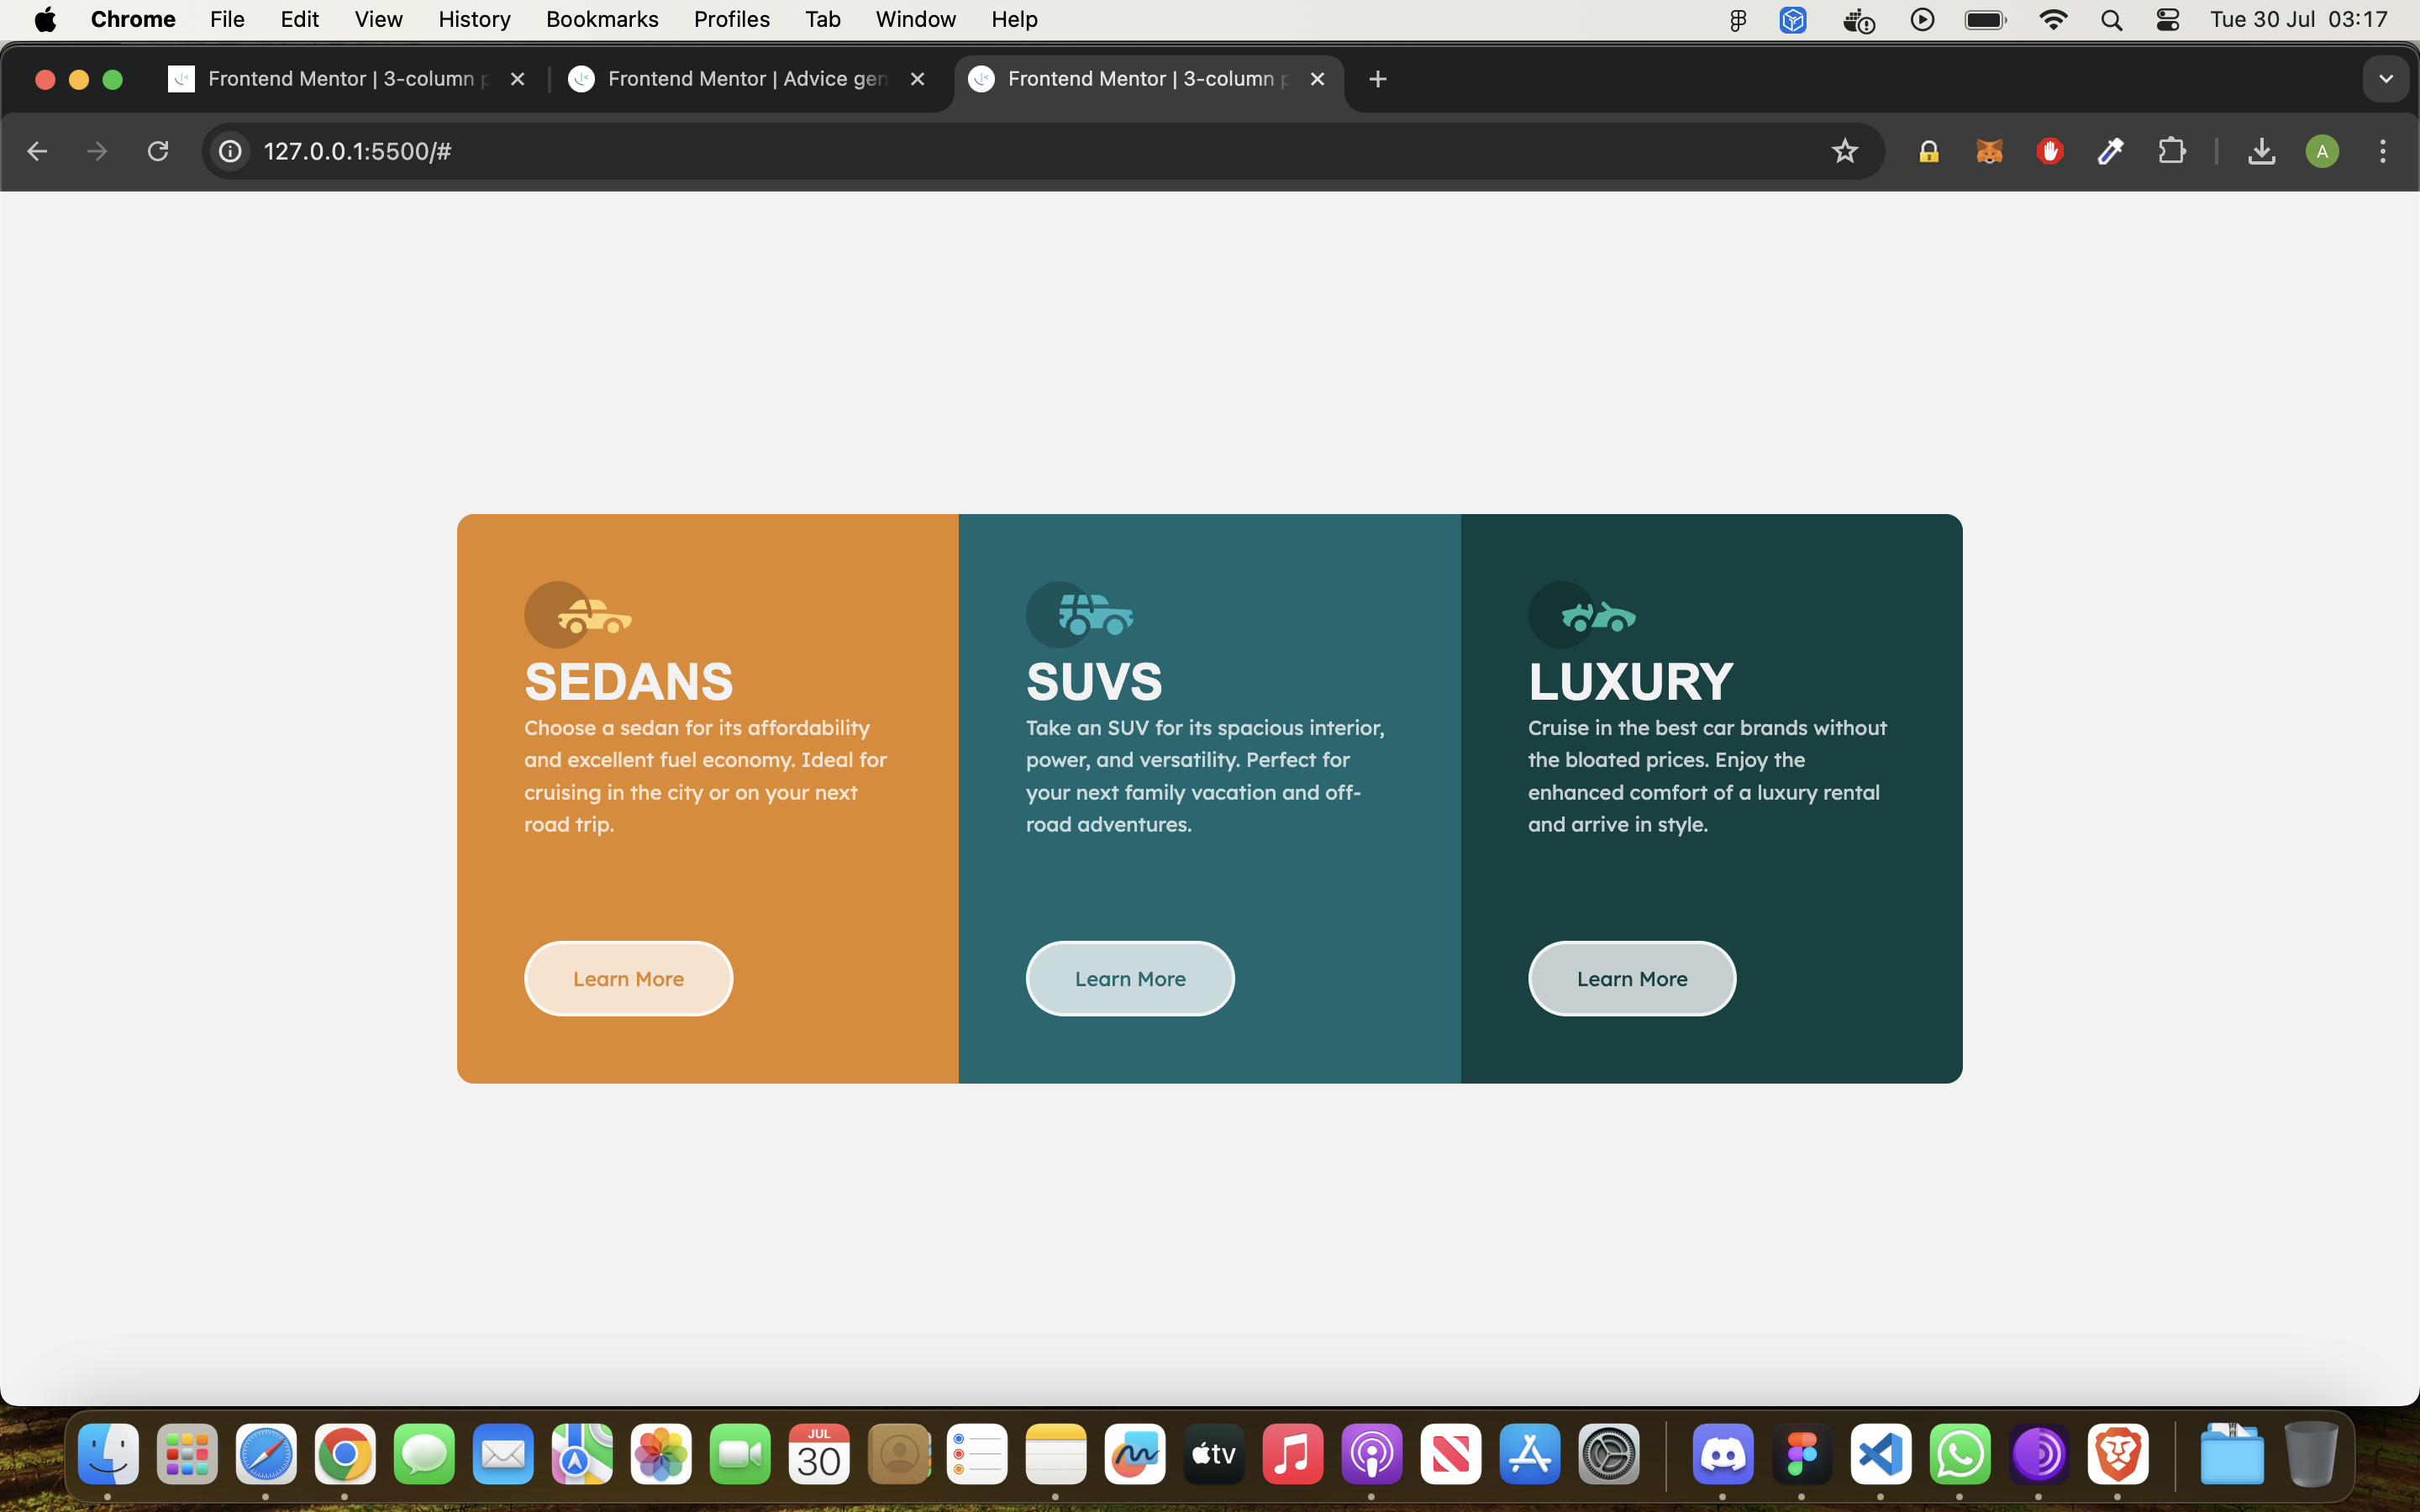 Chrome File Edit View History Bookmarks Profiles Tab Window Help Tue 30 Jul 03:17
Frontend Mentor | 3-column p Frontend Mentor | Advice gen Frontend Mentor | 3-column p
127.0.0.1:5500/# A
SEDANS
Choose a sedan for its affordability
and excellent fuel economy. Ideal for
cruising in the city or on your next
road trip.
Learn More
SUVS
Take an SUV for its spacious interior,
power, and versatility. Perfect for
your next family vacation and off-
road adventures.
Learn More
LUXURY
Cruise in the best car brands without
the bloated prices. Enjoy the
enhanced comfort of a luxury rental
and arrive in style.
Learn More
JUL
30
tv